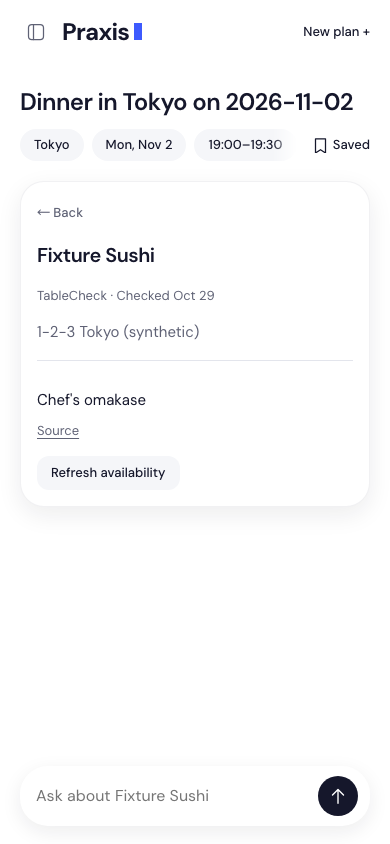 Praxis
New plan +
Dinner in Tokyo on 2026-11-02
Tokyo
Mon, Nov 2
19:00–19:30
Saved
← Back
Fixture Sushi
TableCheck · Checked Oct 29
1-2-3 Tokyo (synthetic)
Chef's omakase
Source
Refresh availability
Ask about Fixture Sushi